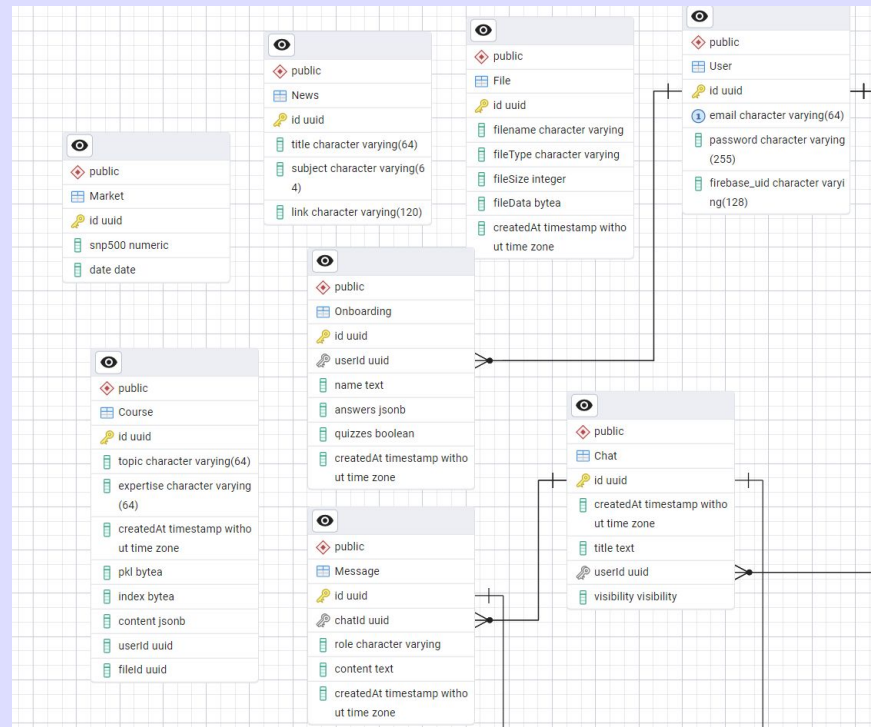 public
News
id uuid
title character varying(64)
subject character varying(6
4)
link character varying(120)
public
File
id uuid
filename character varying
fileType character varying
fileSize integer
fileData bytea
createdAt timestamp witho
ut time zone
public
User
id uuid
1 email character varying(64)
password character varying
(255)
firebase_uid character varyi
ng(128)
public
Market
id uuid
snp500 numeric
date date
public
Onboarding
id uuid
userId uuid
name text
answers jsonb
quizzes boolean
createdAt timestamp witho
ut time zone
public
Course
id uuid
topic character varying(64)
expertise character varying
(64)
createdAt timestamp witho
ut time zone
pkl bytea
index bytea
content jsonb
userId uuid
fileId uuid
public
Chat
id uuid
createdAt timestamp witho
ut time zone
title text
userId uuid
visibility visibility
public
Message
id uuid
chatId uuid
role character varying
content text
createdAt timestamp witho
ut time zone